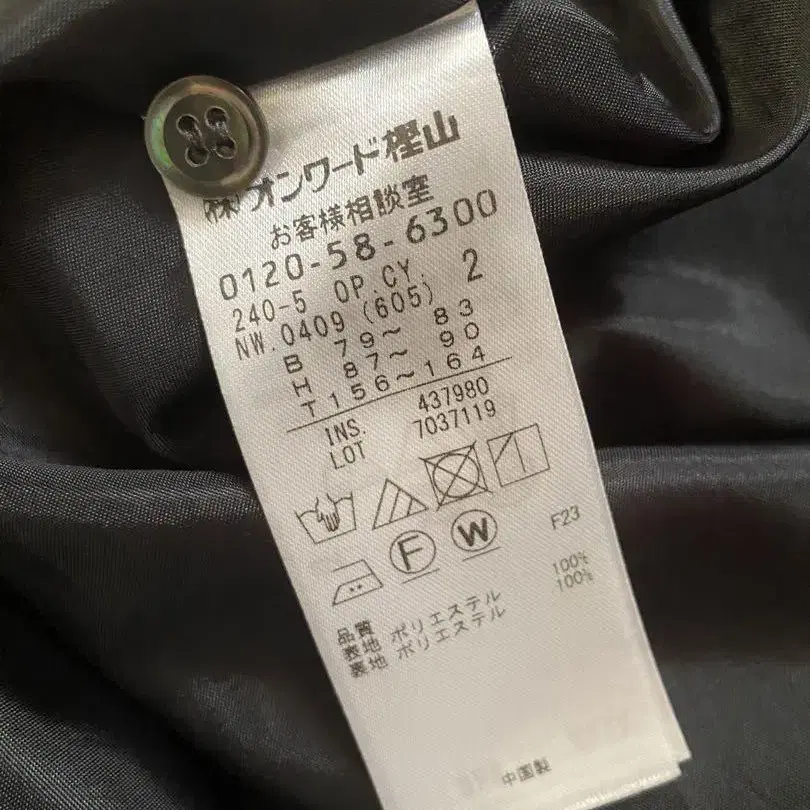 ㈱オンワード樫山
お客様相談室
0120-58-6300
240-5 OP.CY. 2
NW.0409 (605)
B 79～ 83
H 87～ 90
T 156～164
INS. 437980
LOT 7037119
F W F23
品質
表地 ポリエステル 100%
裏地 ポリエステル 100%
中国製